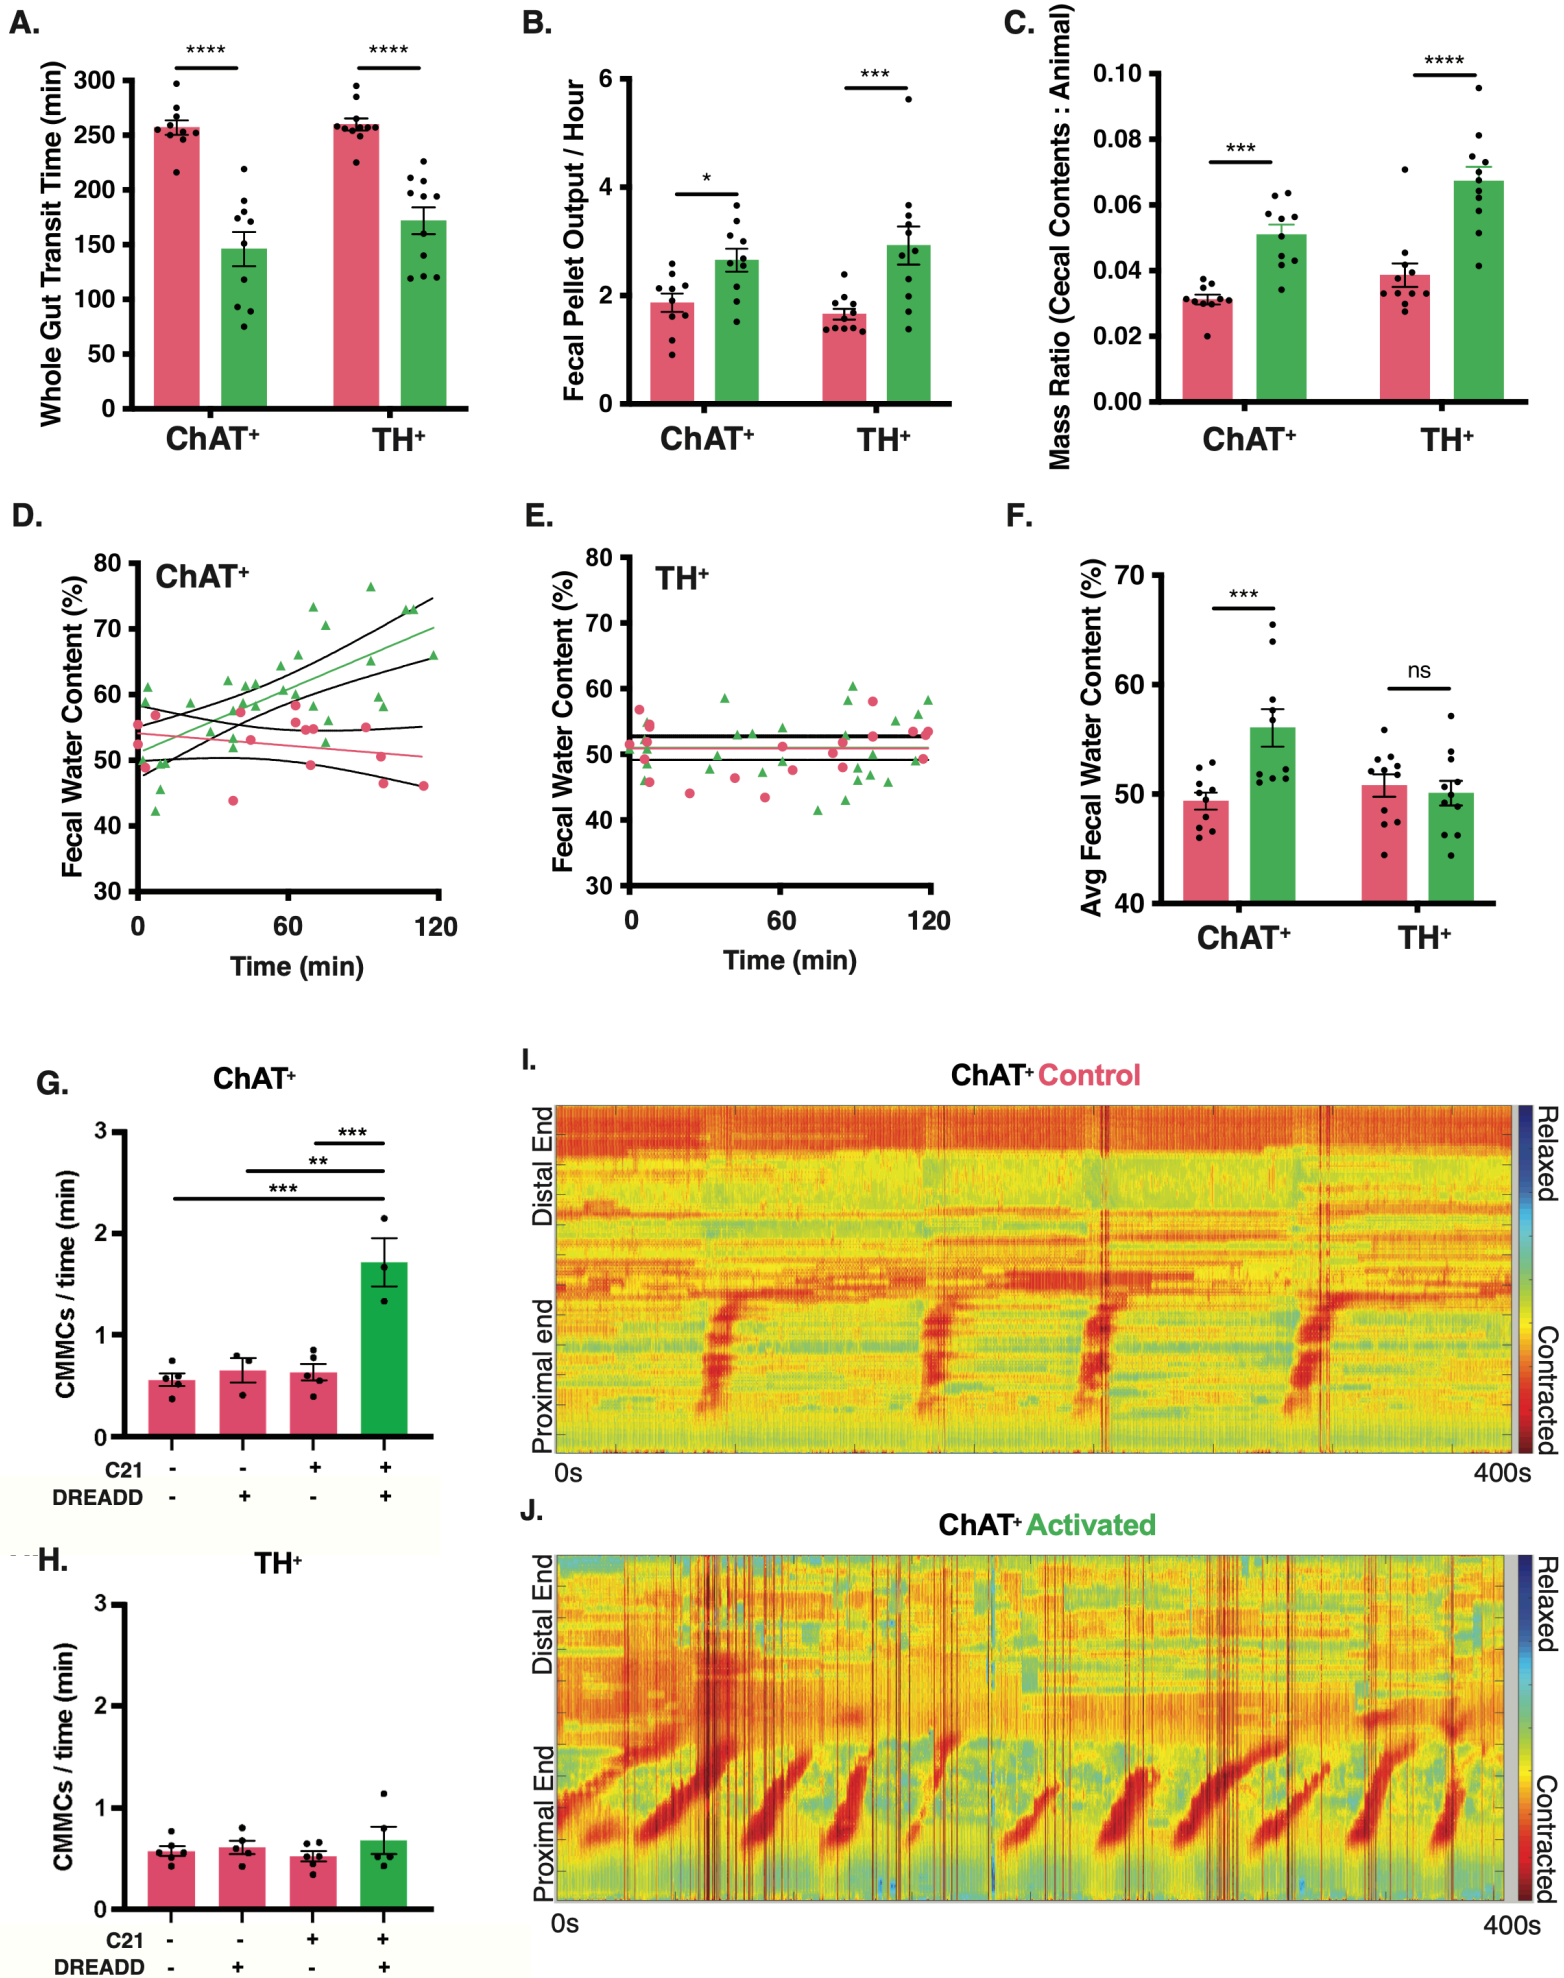 A.
Whole Gut Transit Time (min)
300
250
200
150
100
50
0
****
****
ChAT+
TH+
B.
Fecal Pellet Output / Hour
6
4
2
0
*
***
ChAT+
TH+
C.
Mass Ratio (Cecal Contents : Animal)
0.10
0.08
0.06
0.04
0.02
0.00
***
****
ChAT+
TH+
D.
ChAT+
Fecal Water Content (%)
80
70
60
50
40
30
0
60
120
Time (min)
E.
TH+
Fecal Water Content (%)
80
70
60
50
40
30
0
60
120
Time (min)
F.
Avg Fecal Water Content (%)
70
60
50
40
***
ns
ChAT+
TH+
G.
ChAT+
CMMCs / time (min)
3
2
1
0
***
**
***
C21 - - + +
DREADD - + - +
H.
TH+
CMMCs / time (min)
3
2
1
0
C21 - - + +
DREADD - + - +
I.
ChAT+ Control
Distal End
Proximal end
Relaxed
Contracted
0s
400s
J.
ChAT+ Activated
Distal End
Proximal End
Relaxed
Contracted
0s
400s